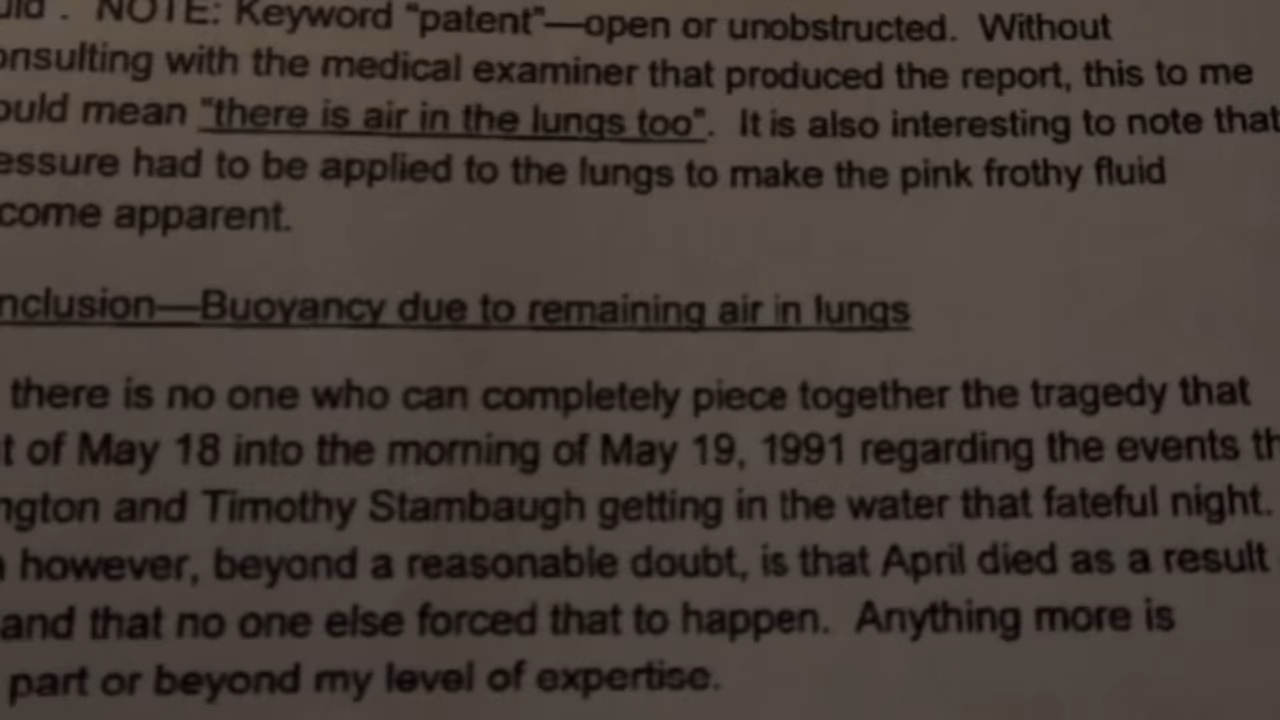 NOTE: Keyword "patent"—open or unobstructed. Without
onsulting with the medical examiner that produced the report, this to me
ould mean "there is air in the lungs too". It is also interesting to note that
essure had to be applied to the lungs to make the pink frothy fluid
come apparent.
nclusion—Buoyancy due to remaining air in lungs
there is no one who can completely piece together the tragedy that
t of May 18 into the morning of May 19, 1991 regarding the events th
ngton and Timothy Stambaugh getting in the water that fateful night.
however, beyond a reasonable doubt, is that April died as a result
and that no one else forced that to happen. Anything more is
part or beyond my level of expertise.